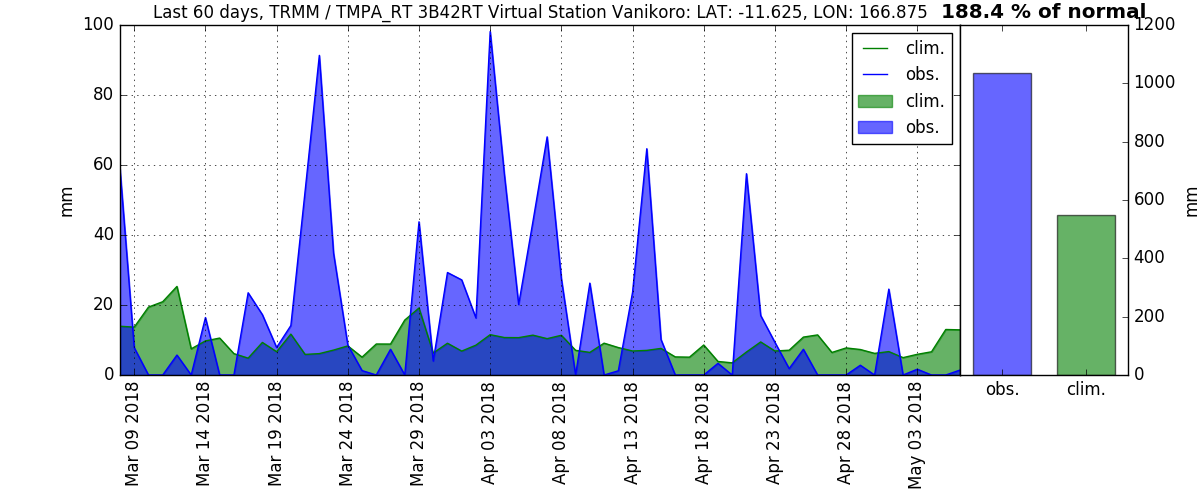 Last 60 days, TRMM / TMPA_RT 3B42RT Virtual Station Vanikoro: LAT: -11.625, LON: 166.875 188.4 % of normal
100
80
60
40
20
0
mm
clim.
obs.
clim.
obs.
Mar 09 2018
Mar 14 2018
Mar 19 2018
Mar 24 2018
Mar 29 2018
Apr 03 2018
Apr 08 2018
Apr 13 2018
Apr 18 2018
Apr 23 2018
Apr 28 2018
May 03 2018
1200
1000
800
600
400
200
0
mm
obs.
clim.